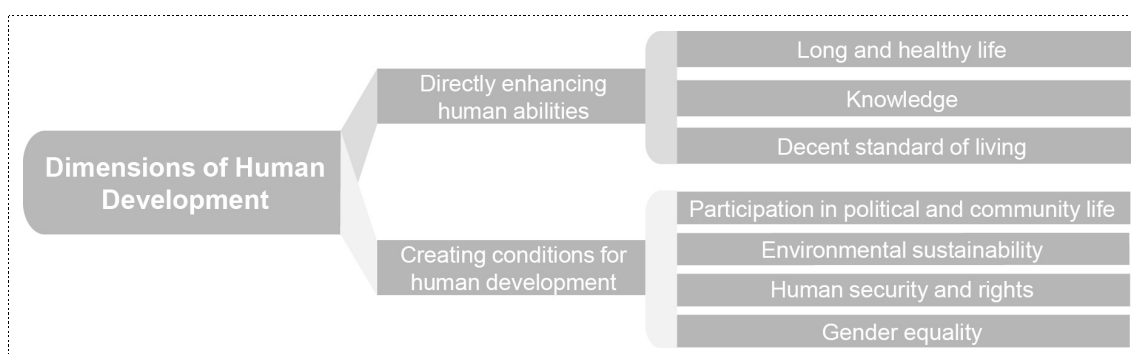 Dimensions of Human
Development
Directly enhancing
human abilities
Long and healthy life
Knowledge
Decent standard of living
Creating conditions for
human development
Participation in political and community life
Environmental sustainability
Human security and rights
Gender equality